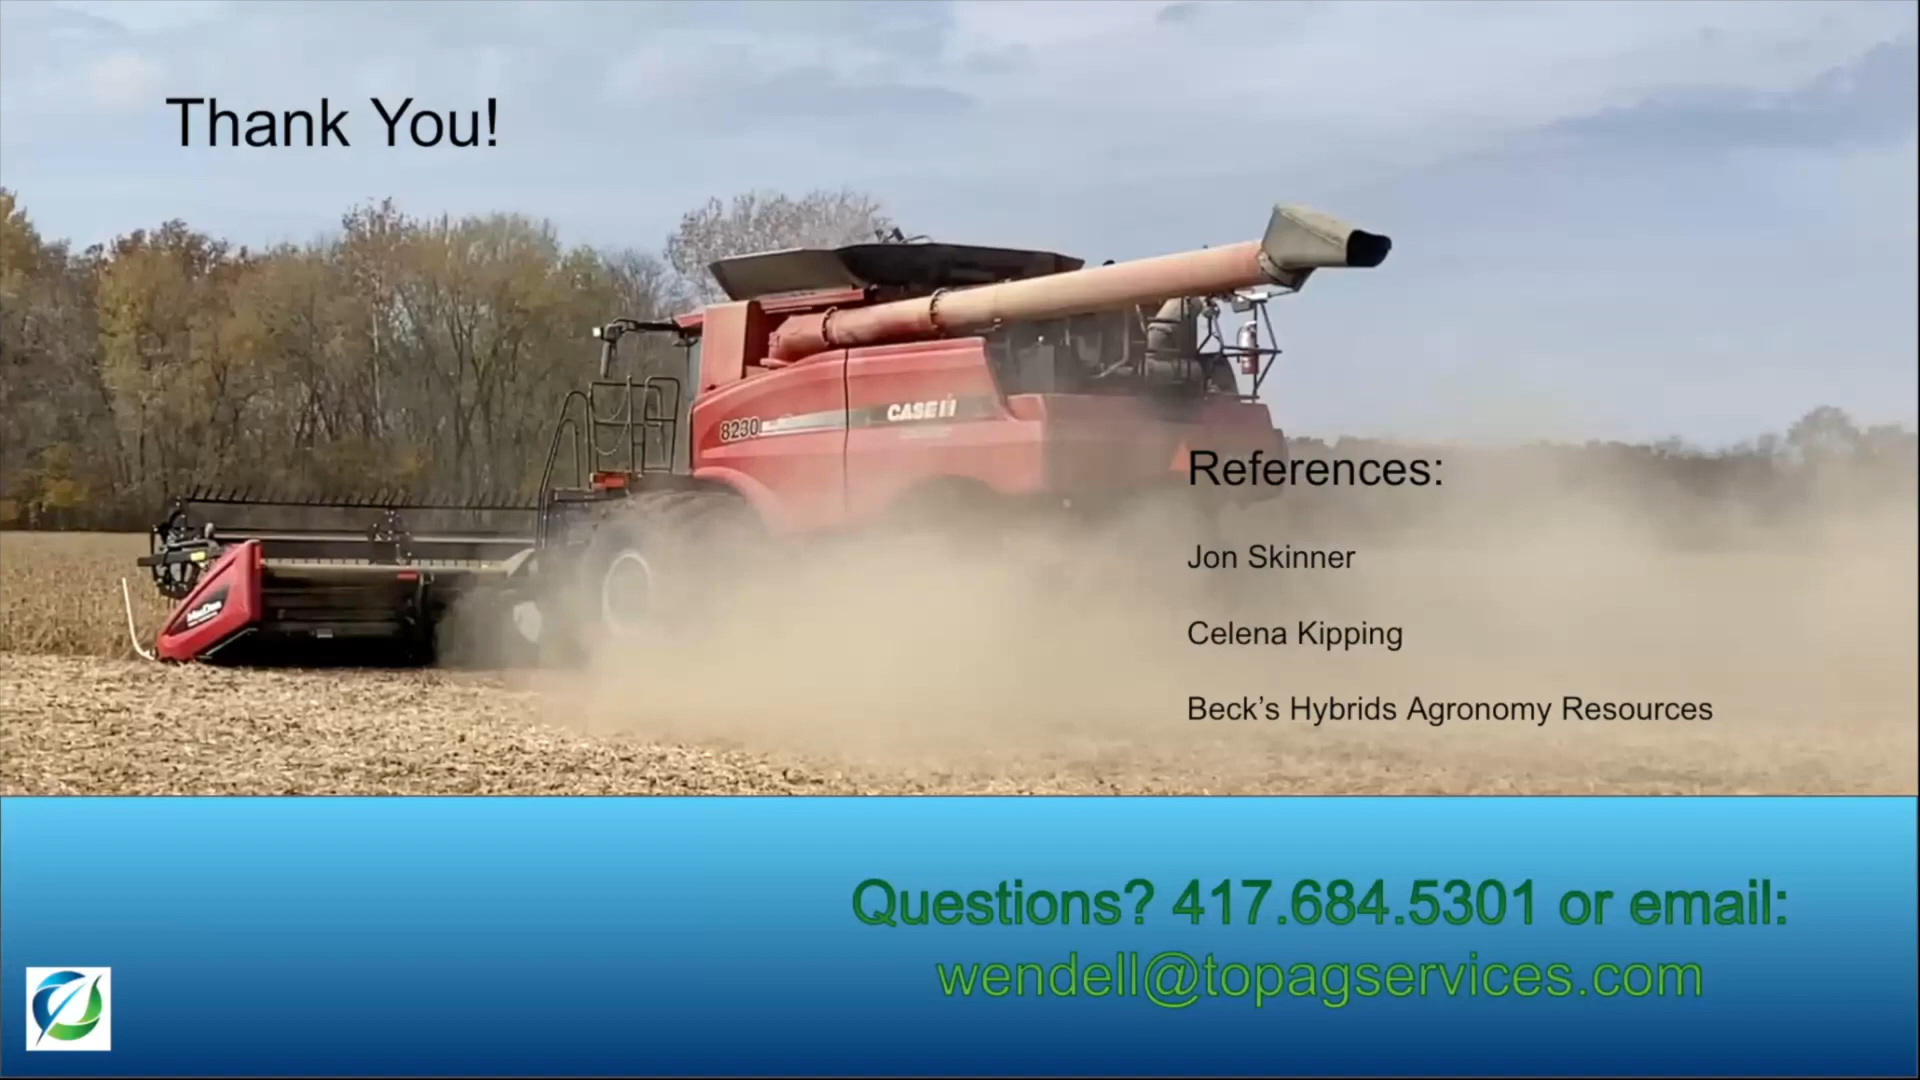 Thank You!
8230
CASE IH
References:
Jon Skinner
Celena Kipping
Beck’s Hybrids Agronomy Resources
MacDon
Questions? 417.684.5301 or email:
wendell@topagservices.com